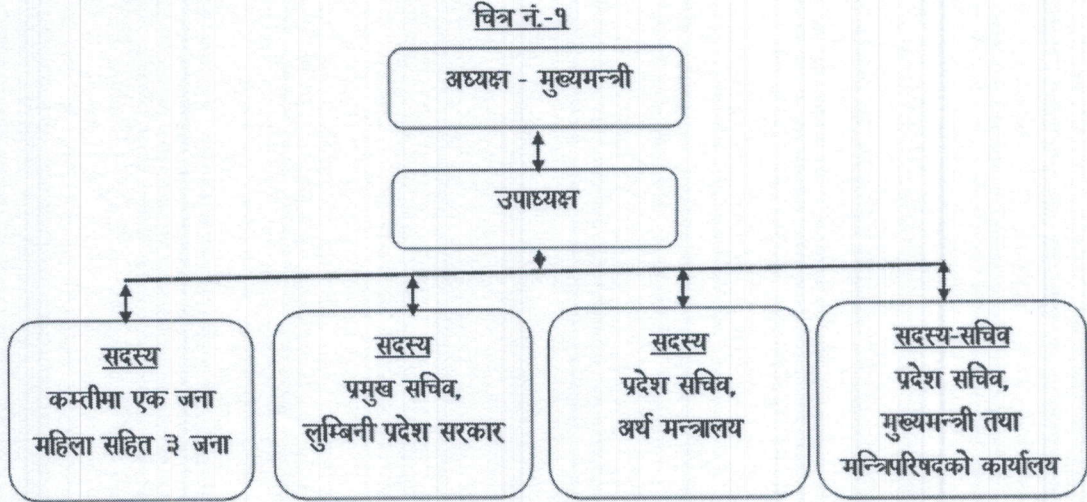 चित्र नं.-१
अध्यक्ष - मुख्यमन्त्री
उपाध्यक्ष
सदस्य
कम्तीमा एक जना
महिला सहित ३ जना
सदस्य
प्रमुख सचिव,
लुम्बिनी प्रदेश सरकार
सदस्य
प्रदेश सचिव,
अर्थ मन्त्रालय
सदस्य-सचिव
प्रदेश सचिव,
मुख्यमन्त्री तथा
मन्त्रिपरिषदको कार्यालय